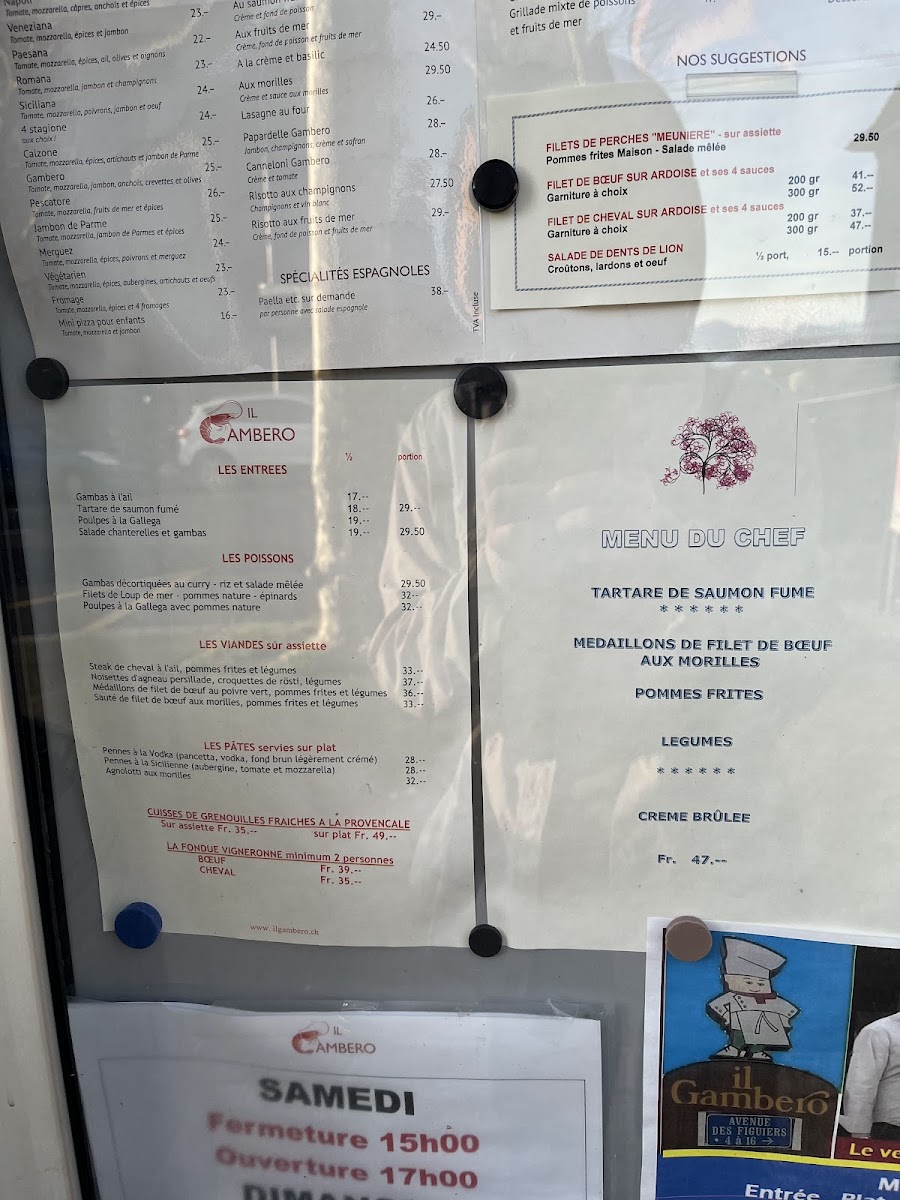 Napoli
Tomate, mozzarella, câpres, anchois et épices
23.-
Veneziana
Tomate, mozzarella, épices et jambon
22.-
Paesana
Tomate, mozzarella, épices, ail, olives et oignons
23.-
Romana
Tomate, mozzarella, jambon et champignons
24.-
Siciliana
Tomate, mozzarella, poivrons, jambon et oeuf
24.-
4 stagione
aux choix !
25.-
Calzone
Tomate, mozzarella, épices, artichauts et jambon de Parme
25.-
Gambero
Tomate, mozzarella, jambon, anchois, crevettes et olives
26.-
Pescatore
Tomate, mozzarella, fruits de mer et épices
25.-
Jambon de Parme
Tomate, mozzarella, jambon de Parmes et épices
24.-
Merguez
Tomate, mozzarella, épices, poivrons et merguez
23.-
Végétarien
Tomate, mozzarella, épices, aubergines, artichauts et oeufs
23.-
Fromage
Tomate, mozzarella, épices et 4 fromages
16.-
Mini pizza pour enfants
Tomate, mozzarella et jambon
Au saumon
Crème et fond de poisson
29.-
Aux fruits de mer
Crème, fond de poisson et fruits de mer
24.50
A la crème et basilic
29.50
Aux morilles
Crème et sauce aux morilles
26.-
Lasagne au four
28.-
Papardelle Gambero
Jambon, champignons, crème et safran
28.-
Canneloni Gambero
Crème et tomate
27.50
Risotto aux champignons
Champignons et vin blanc
29.-
Risotto aux fruits de mer
Crème, fond de poisson et fruits de mer
SPÉCIALITÉS ESPAGNOLES
Paella etc. sur demande 38.-
par personne avec salade espagnole
TVA incluse
Grillade mixte de poissons
et fruits de mer
NOS SUGGESTIONS
FILETS DE PERCHES "MEUNIERE" - sur assiette 29.50
Pommes frites Maison - Salade mêlée
FILET DE BŒUF SUR ARDOISE et ses 4 sauces
Garniture à choix 200 gr 41.--
300 gr 52.--
FILET DE CHEVAL SUR ARDOISE et ses 4 sauces
Garniture à choix 200 gr 37.--
300 gr 47.--
SALADE DE DENTS DE LION
Croûtons, lardons et oeuf ½ port, 15.-- portion
IL
GAMBERO
½ portion
LES ENTREES
Gambas à l'ail 17.--
Tartare de saumon fumé 18.-- 29.--
Poulpes à la Gallega 19.--
Salade chanterelles et gambas 19.-- 29.50
LES POISSONS
Gambas décortiquées au curry - riz et salade mêlée 29.50
Filets de Loup de mer - pommes nature - épinards 32--
Poulpes à la Gallega avec pommes nature 32.--
LES VIANDES sur assiette
Steak de cheval à l'ail, pommes frites et légumes 33.--
Noisettes d'agneau persillade, croquettes de rösti, légumes 37.--
Médaillons de filet de bœuf au poivre vert, pommes frites et légumes 36.--
Sauté de filet de bœuf aux morilles, pommes frites et légumes 33.--
LES PÂTES servies sur plat
Pennes à la Vodka (pancetta, vodka, fond brun légèrement crémé) 28.--
Pennes à la Sicilienne (aubergine, tomate et mozzarella) 28.--
Agnolotti aux morilles 32.--
CUISSES DE GRENOUILLES FRAICHES A LA PROVENCALE
Sur assiette Fr. 35.-- sur plat Fr. 49.--
LA FONDUE VIGNERONNE minimum 2 personnes
BŒUF Fr. 39.--
CHEVAL Fr. 35.--
www.ilgambero.ch
MENU DU CHEF
TARTARE DE SAUMON FUME
******
MEDAILLONS DE FILET DE BŒUF
AUX MORILLES
POMMES FRITES
LEGUMES
******
CREME BRÛLEE
Fr. 47.--
IL
GAMBERO
SAMEDI
Fermeture 15h00
Ouverture 17h00
il
Gambero
AVENUE
DES FIGUIERS
• 4 à 16 →
Le
Entrée,